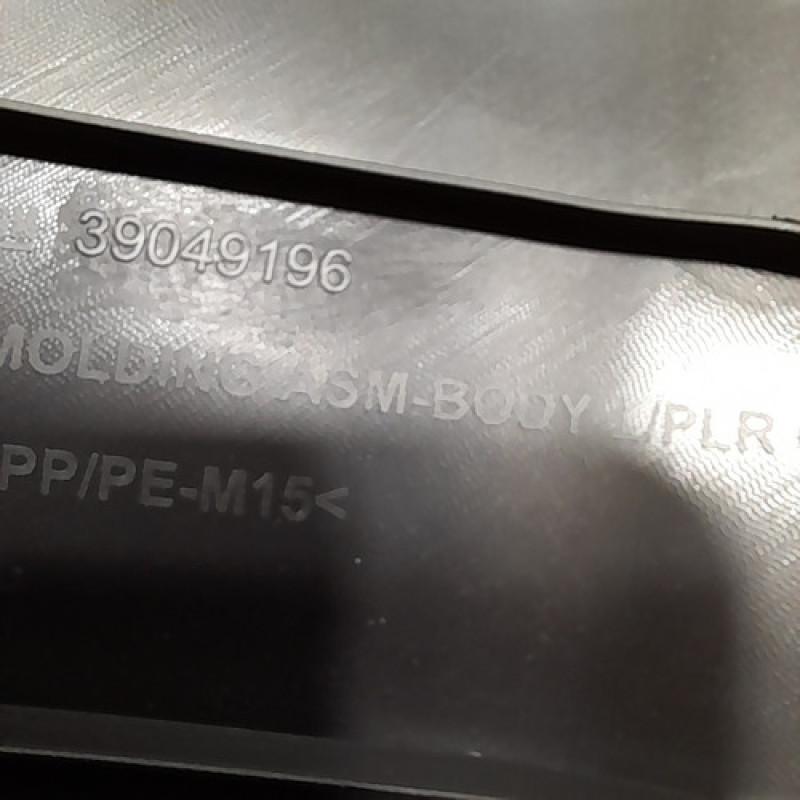 39049196
MOLDING ASM-BODY L/PLR
PP/PE-M15<